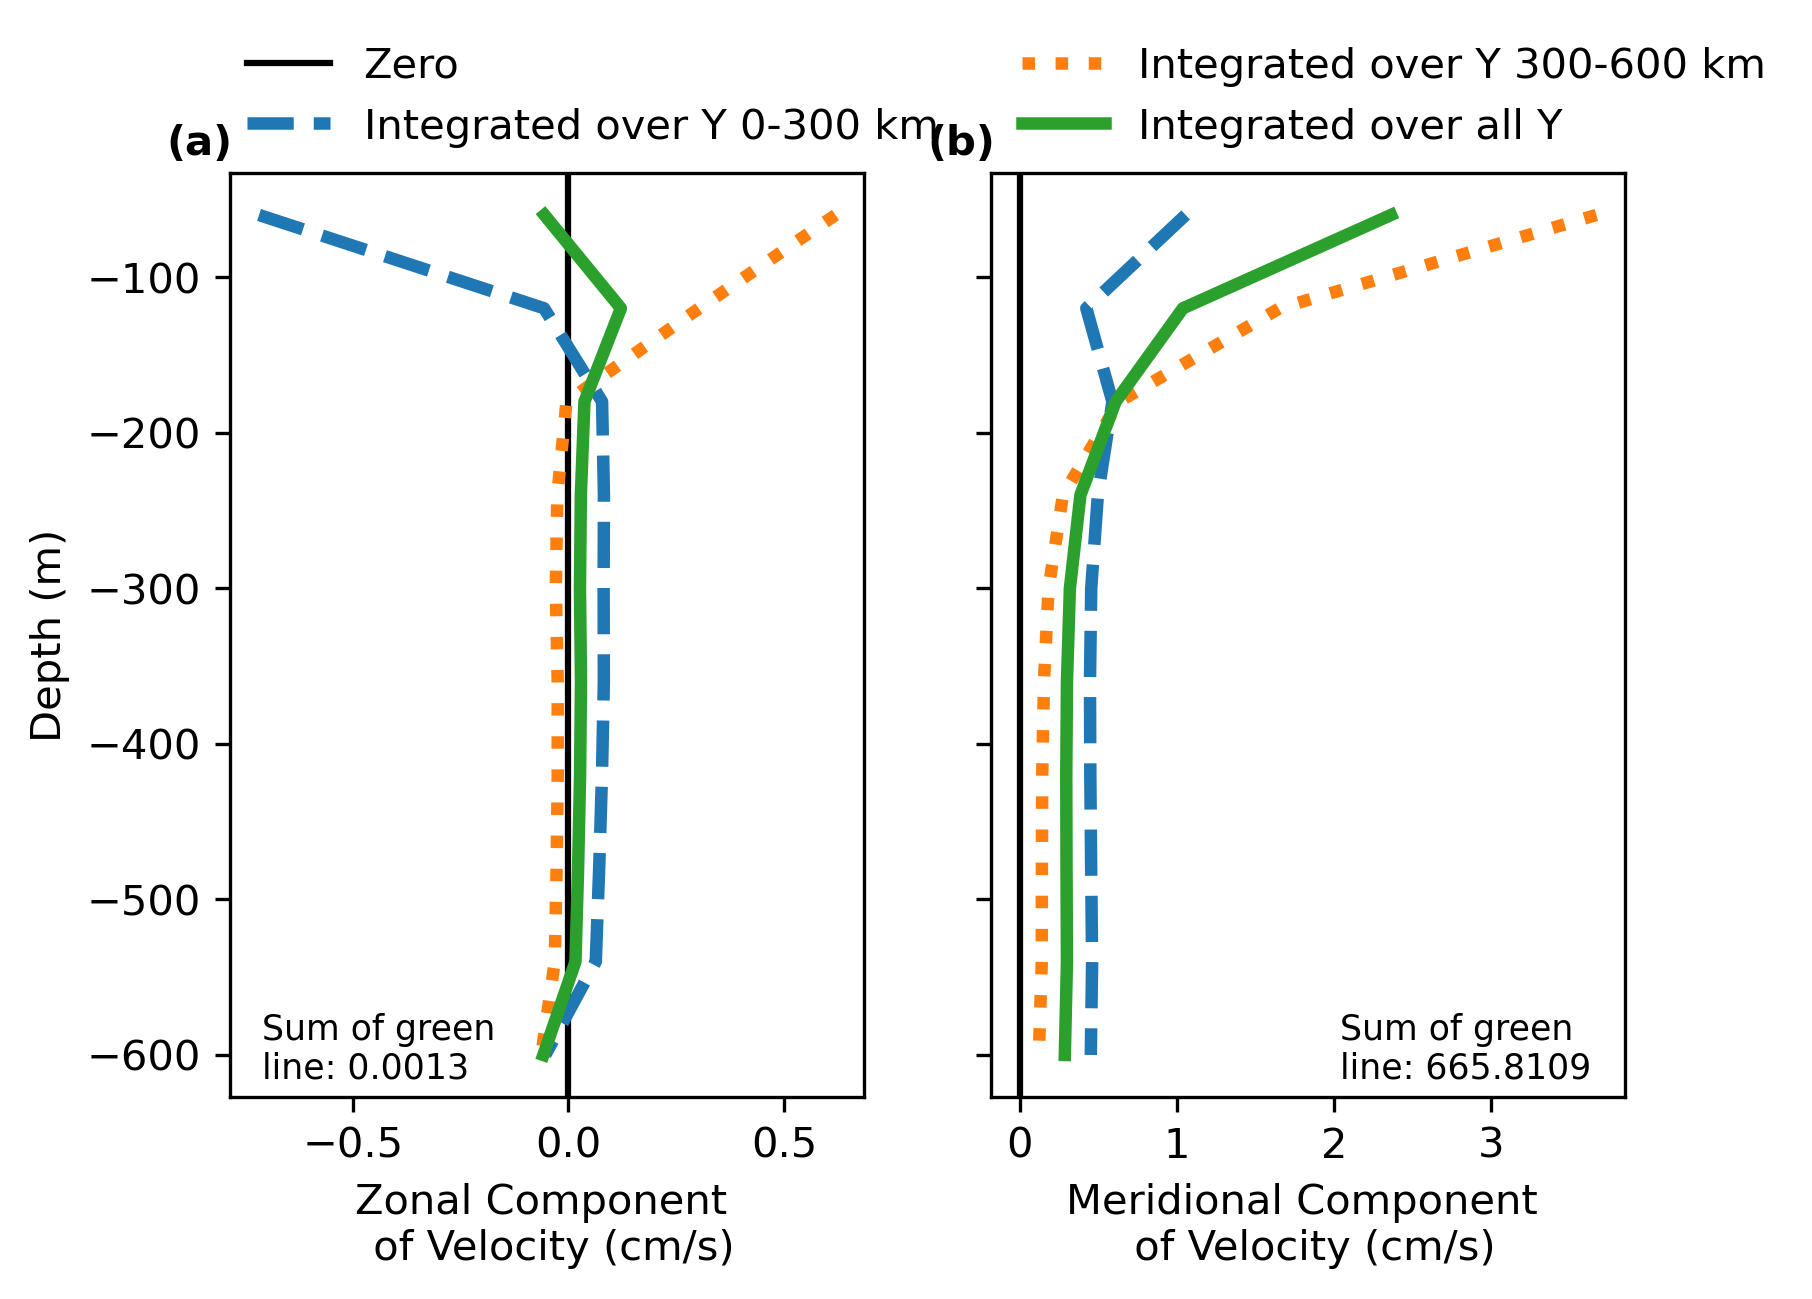 Zero
Integrated over Y 0-300 km
Integrated over Y 300-600 km
Integrated over all Y
(a)
(b)
Depth (m)
−100
−200
−300
−400
−500
−600
Sum of green
line: 0.0013
Sum of green
line: 665.8109
−0.5 0.0 0.5
0 1 2 3
Zonal Component
of Velocity (cm/s)
Meridional Component
of Velocity (cm/s)